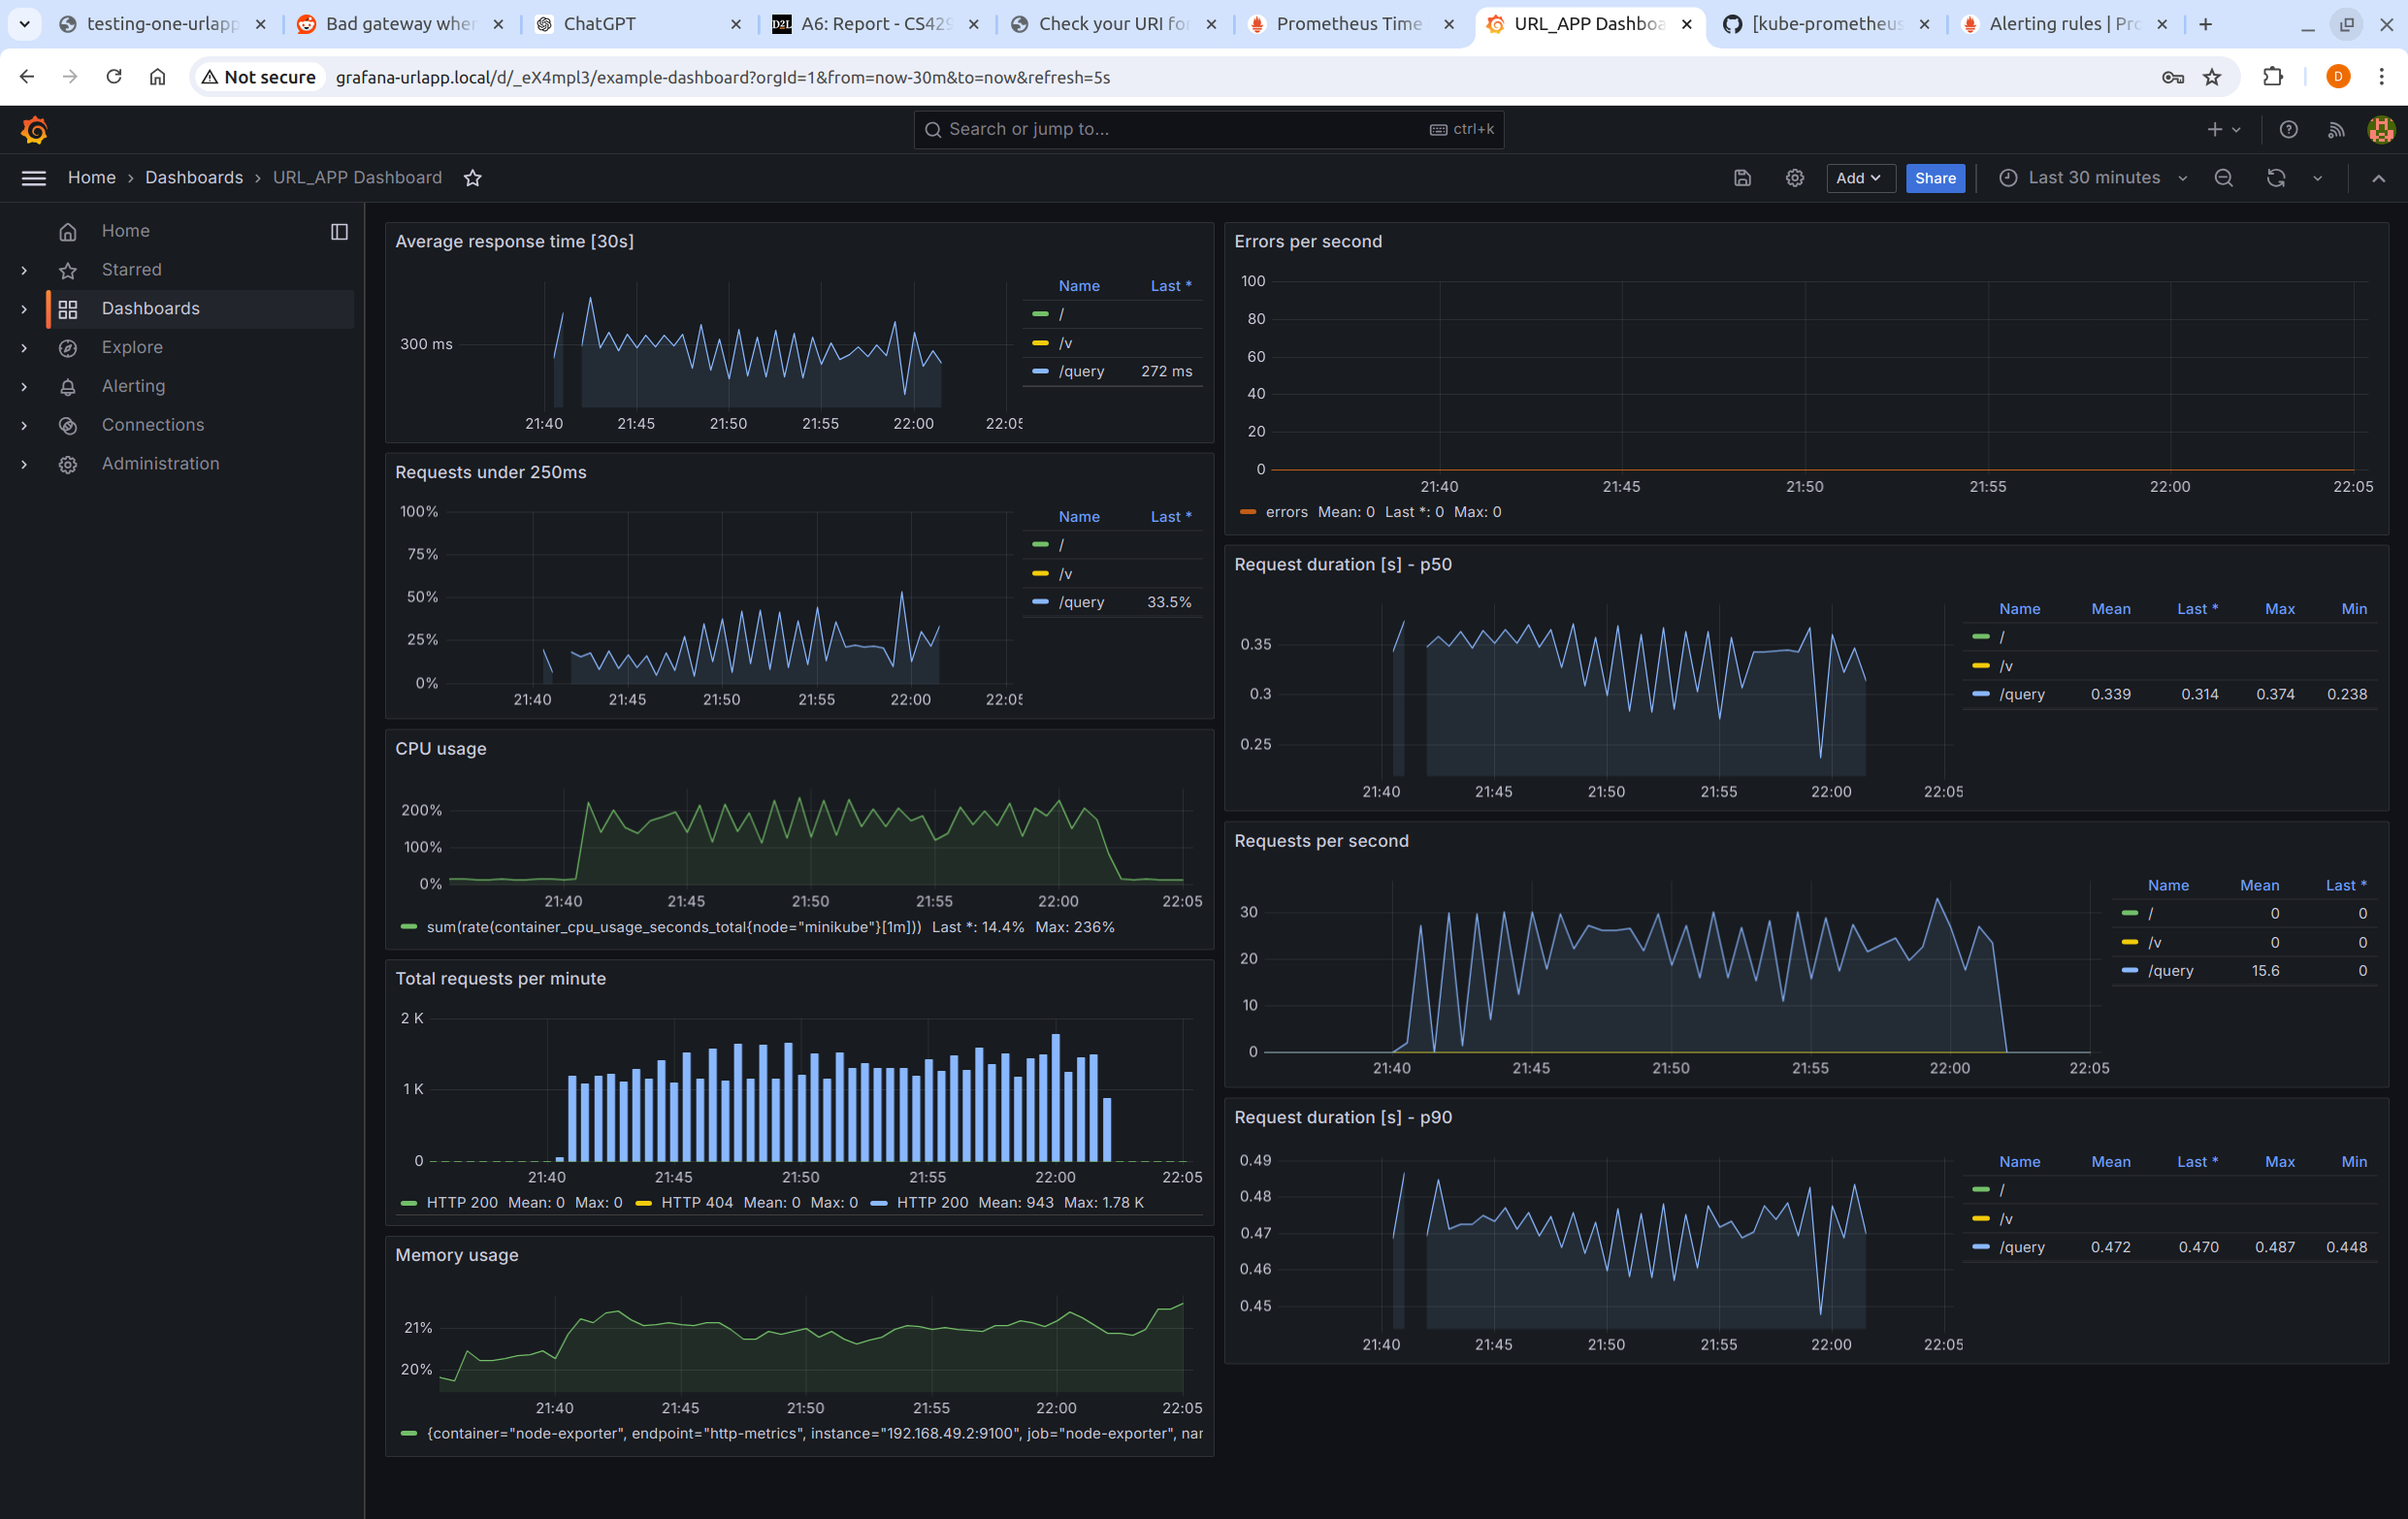 testing-one-urlapp
Bad gateway when
ChatGPT
D2L A6: Report - CS429
Check your URI for
Prometheus Time
URL_APP Dashboa
[kube-prometheus
Alerting rules | Pro
Not secure grafana-urlapp.local/d/_eX4mpl3/example-dashboard?orgId=1&from=now-30m&to=now&refresh=5s D
Search or jump to... ctrl+k
Home › Dashboards › URL_APP Dashboard Add Share Last 30 minutes
Home
Starred
Dashboards
Explore
Alerting
Connections
Administration
Average response time [30s]
300 ms
21:40 21:45 21:50 21:55 22:00 22:05
Name Last *
/
/v
/query 272 ms
Requests under 250ms
100%
75%
50%
25%
0%
21:40 21:45 21:50 21:55 22:00 22:05
Name Last *
/
/v
/query 33.5%
CPU usage
200%
100%
0%
21:40 21:45 21:50 21:55 22:00 22:05
sum(rate(container_cpu_usage_seconds_total{node="minikube"}[1m])) Last *: 14.4% Max: 236%
Total requests per minute
2 K
1 K
0
21:40 21:45 21:50 21:55 22:00 22:05
HTTP 200 Mean: 0 Max: 0 HTTP 404 Mean: 0 Max: 0 HTTP 200 Mean: 943 Max: 1.78 K
Memory usage
21%
20%
21:40 21:45 21:50 21:55 22:00 22:05
{container="node-exporter", endpoint="http-metrics", instance="192.168.49.2:9100", job="node-exporter", nar
Errors per second
100
80
60
40
20
0
21:40 21:45 21:50 21:55 22:00 22:05
errors Mean: 0 Last *: 0 Max: 0
Request duration [s] - p50
0.35
0.3
0.25
21:40 21:45 21:50 21:55 22:00 22:05
Name Mean Last * Max Min
/
/v
/query 0.339 0.314 0.374 0.238
Requests per second
30
20
10
0
21:40 21:45 21:50 21:55 22:00 22:05
Name Mean Last *
/ 0 0
/v 0 0
/query 15.6 0
Request duration [s] - p90
0.49
0.48
0.47
0.46
0.45
21:40 21:45 21:50 21:55 22:00 22:05
Name Mean Last * Max Min
/
/v
/query 0.472 0.470 0.487 0.448